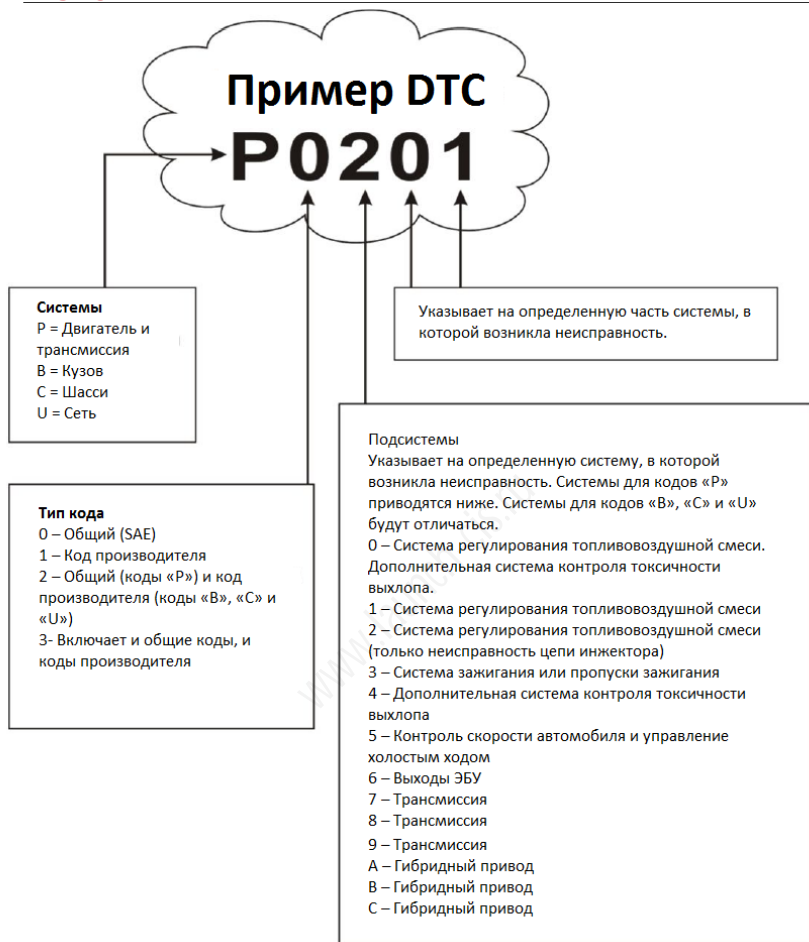 Пример DTC
P0201
Системы
P = Двигатель и
трансмиссия
B = Кузов
C = Шасси
U = Сеть
Указывает на определенную часть системы, в
которой возникла неисправность.
Тип кода
0 – Общий (SAE)
1 – Код производителя
2 – Общий (коды «P») и код
производителя (коды «B», «C» и
«U»)
3- Включает и общие коды, и
коды производителя
Подсистемы
Указывает на определенную систему, в которой
возникла неисправность. Системы для кодов «P»
приводятся ниже. Системы для кодов «B», «C» и «U»
будут отличаться.
0 – Система регулирования топливовоздушной смеси.
Дополнительная система контроля токсичности
выхлопа.
1 – Система регулирования топливовоздушной смеси
2 – Система регулирования топливовоздушной смеси
(только неисправность цепи инжектора)
3 – Система зажигания или пропуски зажигания
4 – Дополнительная система контроля токсичности
выхлопа
5 – Контроль скорости автомобиля и управление
холостым ходом
6 – Выходы ЭБУ
7 – Трансмиссия
8 – Трансмиссия
9 – Трансмиссия
A – Гибридный привод
B – Гибридный привод
C – Гибридный привод